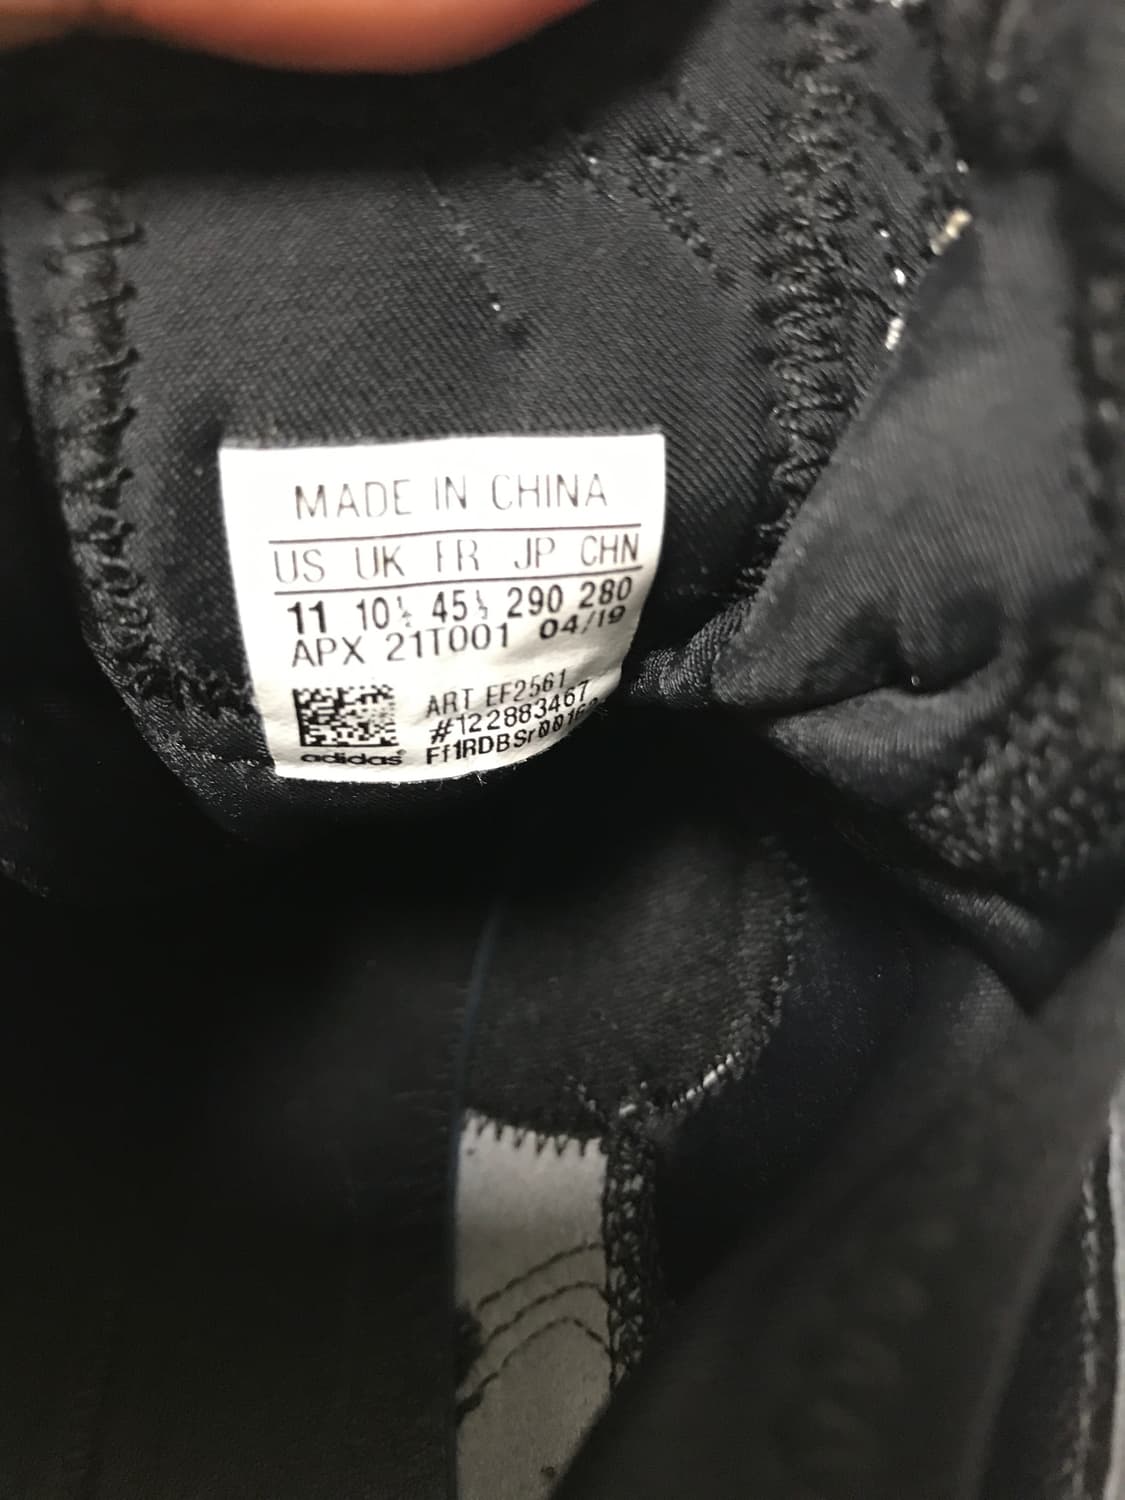 MADE IN CHINA
US UK FR JP CHN
11 10½ 45⅓ 290 280
APX 21T001 04/19
ART EF2561
#122883467
adidas Ff1RDBSr